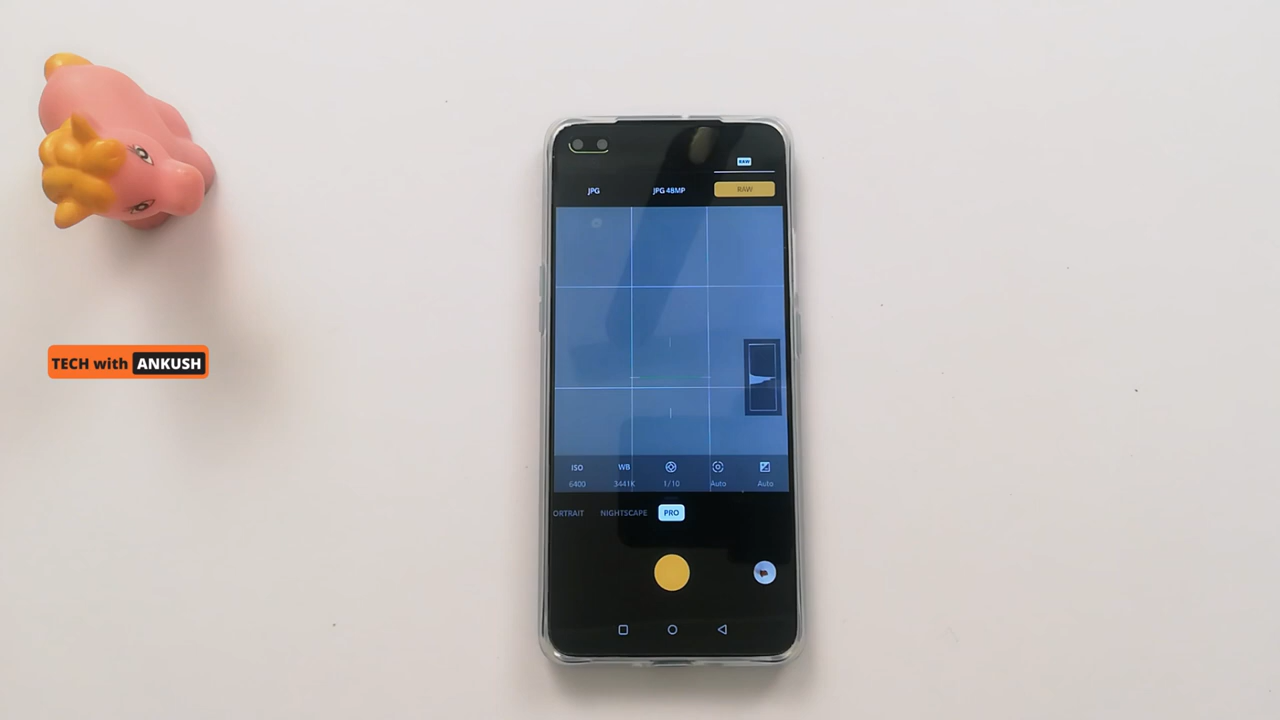 RAW
JPG JPG 48MP RAW
TECH with ANKUSH
ISO WB
6400 3441K 1/10 Auto Auto
ORTRAIT NIGHTSCAPE PRO